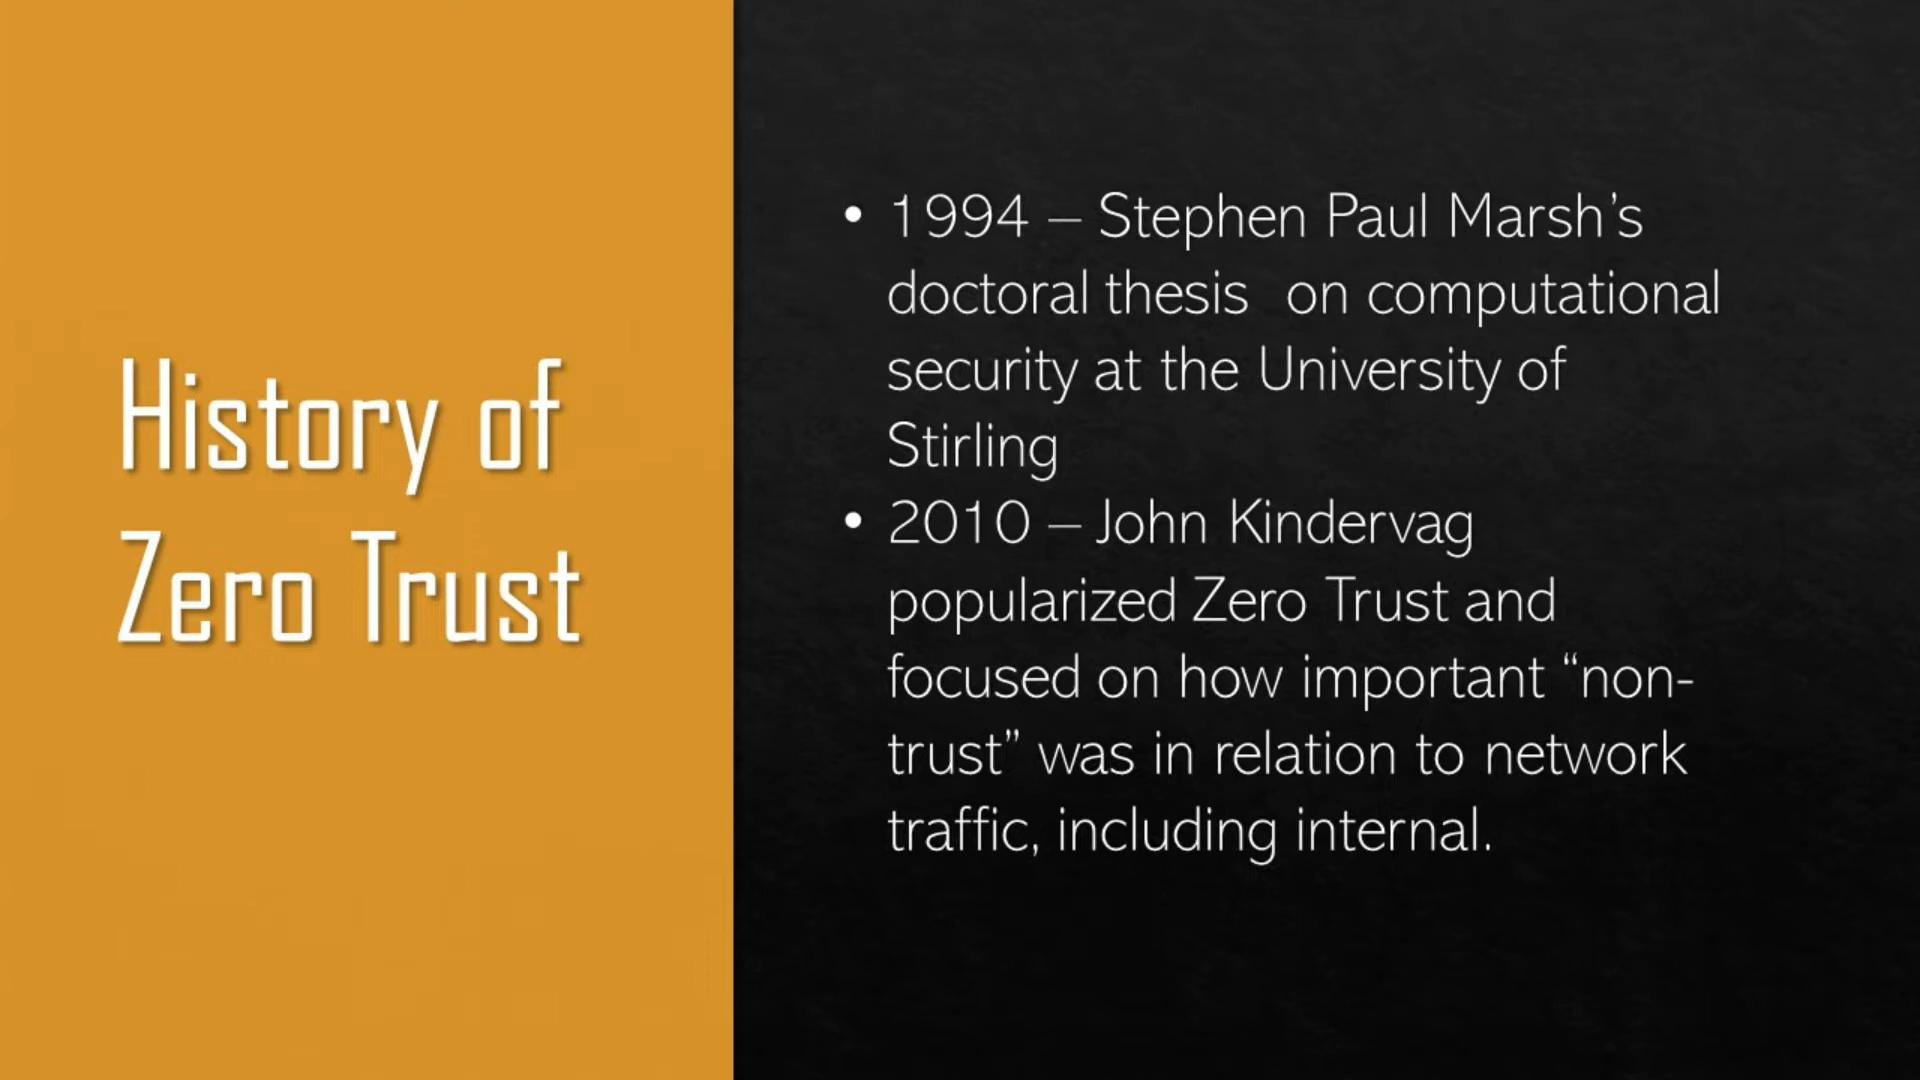 History of
Zero Trust
• 1994 – Stephen Paul Marsh’s
doctoral thesis  on computational
security at the University of
Stirling
• 2010 – John Kindervag
popularized Zero Trust and
focused on how important “non-
trust” was in relation to network
traffic, including internal.